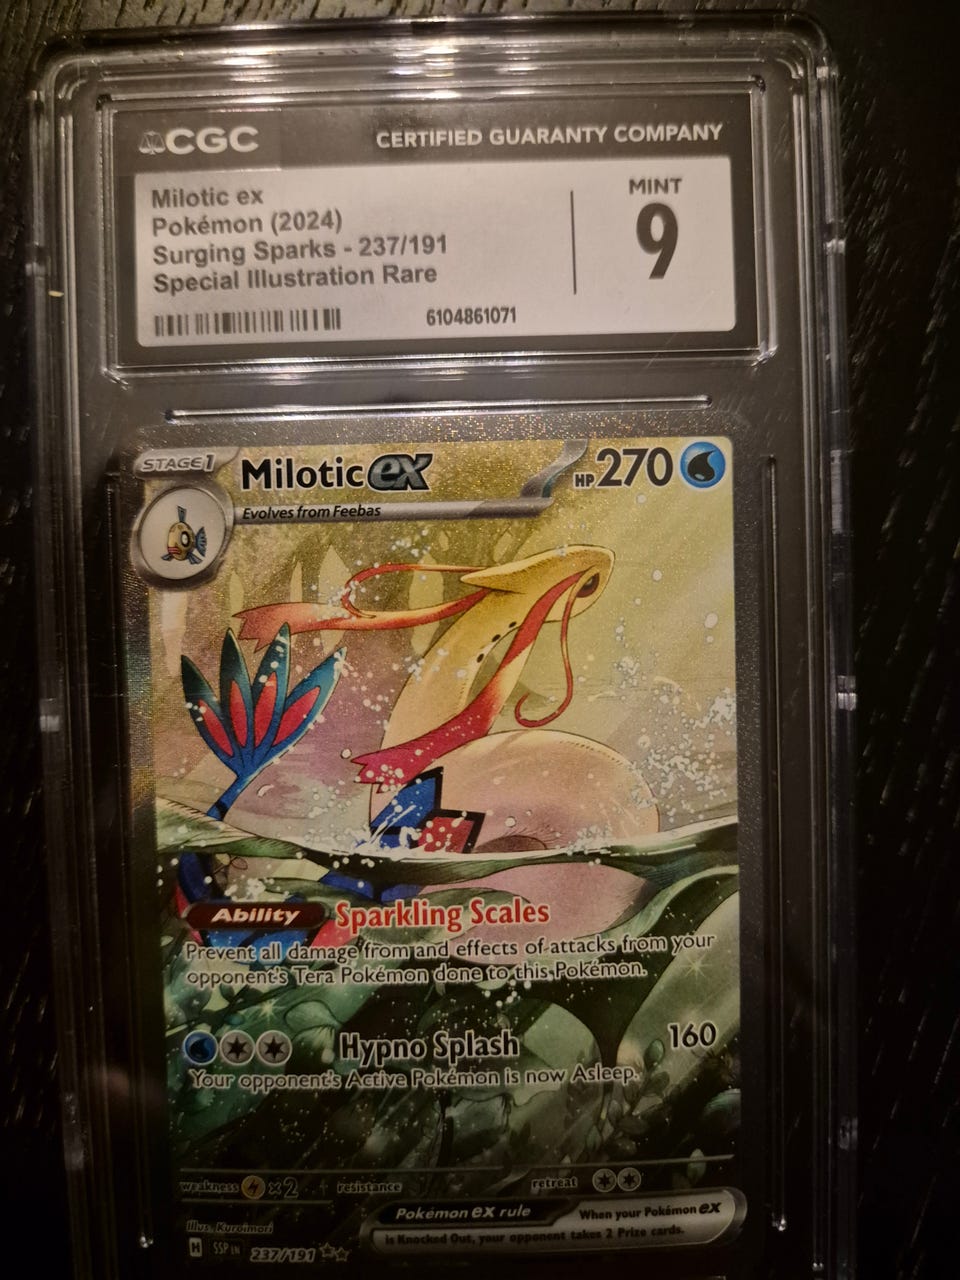 CGC
CERTIFIED GUARANTY COMPANY
Milotic ex
Pokémon (2024)
Surging Sparks - 237/191
Special Illustration Rare
MINT
9
6104861071
STAGE 1
Milotic ex
HP 270
Evolves from Feebas
Ability Sparkling Scales
Prevent all damage from and effects of attacks from your
opponent's Tera Pokémon done to this Pokémon.
Hypno Splash 160
Your opponent's Active Pokémon is now Asleep.
weakness ×2 resistance retreat
Pokémon ex rule When your Pokémon ex
is Knocked Out, your opponent takes 2 Prize cards.
Illus. Kuroimori
H SSP EN 237/191